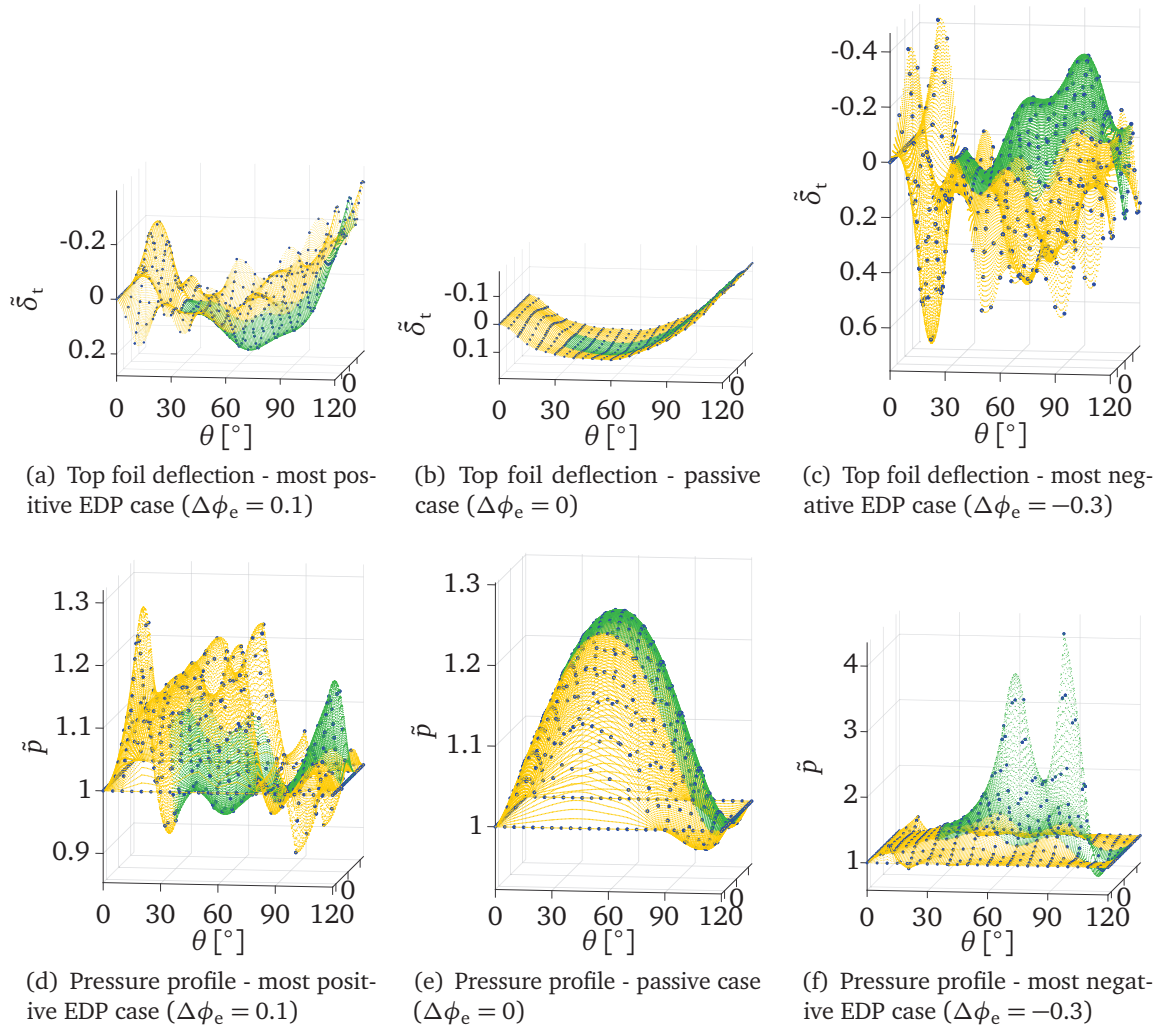 -0.2
0
0.2
δ̃t
0 30 60 90 120
0
θ [°]
(a) Top foil deflection - most pos-
itive EDP case (Δϕe = 0.1)
-0.1
0
0.1
δ̃t
0 30 60 90 120
0
θ [°]
(b) Top foil deflection - passive
case (Δϕe = 0)
-0.4
-0.2
0
0.2
0.4
0.6
δ̃t
0 30 60 90 120
0
θ [°]
(c) Top foil deflection - most neg-
ative EDP case (Δϕe = −0.3)
1.3
1.2
1.1
1
0.9
p̃
0 30 60 90 120
0
θ [°]
(d) Pressure profile - most posit-
ive EDP case (Δϕe = 0.1)
1.3
1.2
1.1
1
p̃
0 30 60 90 120
0
θ [°]
(e) Pressure profile - passive case
(Δϕe = 0)
4
3
2
1
p̃
0 30 60 90 120
0
θ [°]
(f) Pressure profile - most negat-
ive EDP case (Δϕe = −0.3)